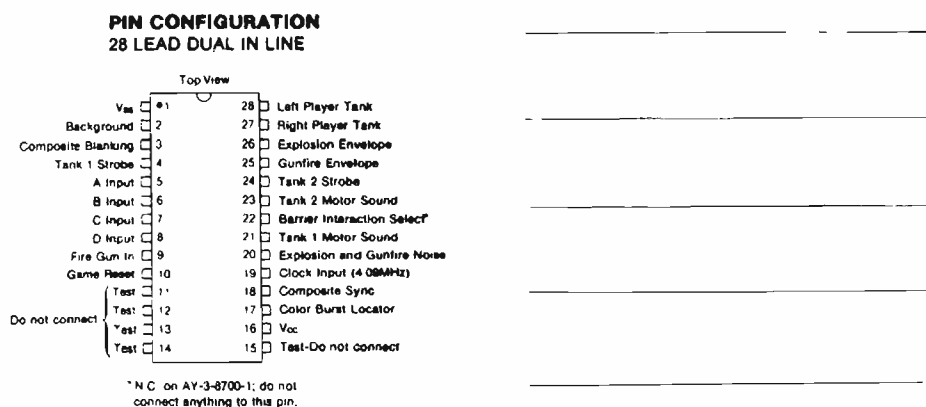 PIN CONFIGURATION
28 LEAD DUAL IN LINE
Top View
Vss 1
Background 2
Composite Blanking 3
Tank 1 Strobe 4
A Input 5
B Input 6
C Input 7
D Input 8
Fire Gun In 9
Game Reset 10
Do not connect
Test 11
Test 12
Test 13
Test 14
28 Left Player Tank
27 Right Player Tank
26 Explosion Envelope
25 Gunfire Envelope
24 Tank 2 Strobe
23 Tank 2 Motor Sound
22 Barrier Interaction Select*
21 Tank 1 Motor Sound
20 Explosion and Gunfire Noise
19 Clock Input (4.09MHz)
18 Composite Sync
17 Color Burst Locator
16 Vcc
15 Test-Do not connect
*N.C. on AY-3-8700-1; do not
connect anything to this pin.